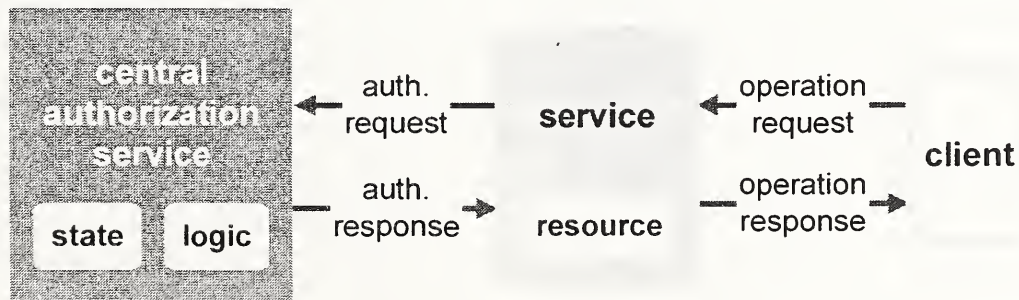 central
authorization
service
state
logic
auth.
request
auth.
response
service
resource
operation
request
operation
response
client